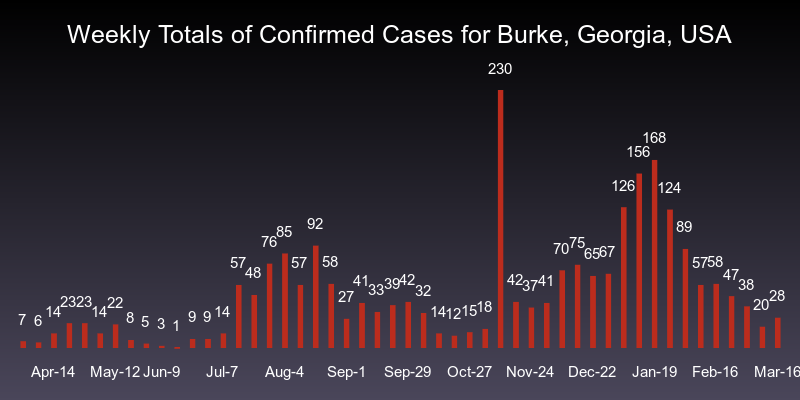 Weekly Totals of Confirmed Cases for Burke, Georgia, USA
7 6 14 23 23 14 22 8 5 3 1 9 9 14 57 48 76 85 57 92 58 27 41 33 39 42 32 14 12 15 18 230 42 37 41 70 75 65 67 126 156 168 124 89 57 58 47 38 20 28
Apr-14 May-12 Jun-9 Jul-7 Aug-4 Sep-1 Sep-29 Oct-27 Nov-24 Dec-22 Jan-19 Feb-16 Mar-16